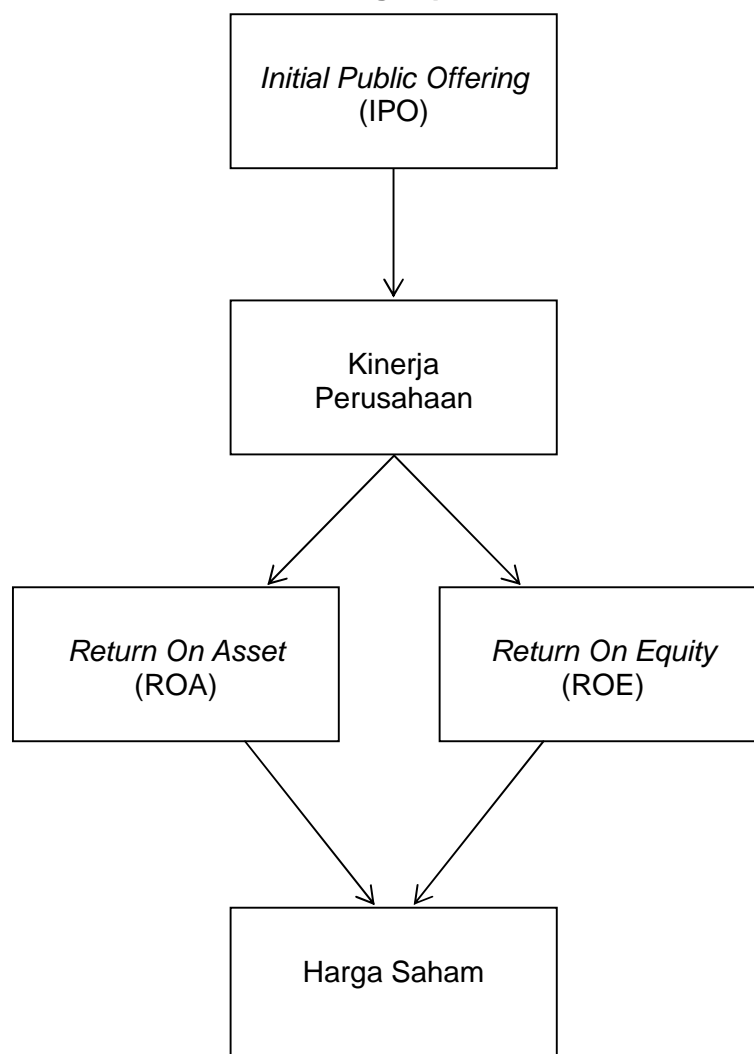 Initial Public Offering
(IPO)
Kinerja
Perusahaan
Return On Asset
(ROA)
Return On Equity
(ROE)
Harga Saham